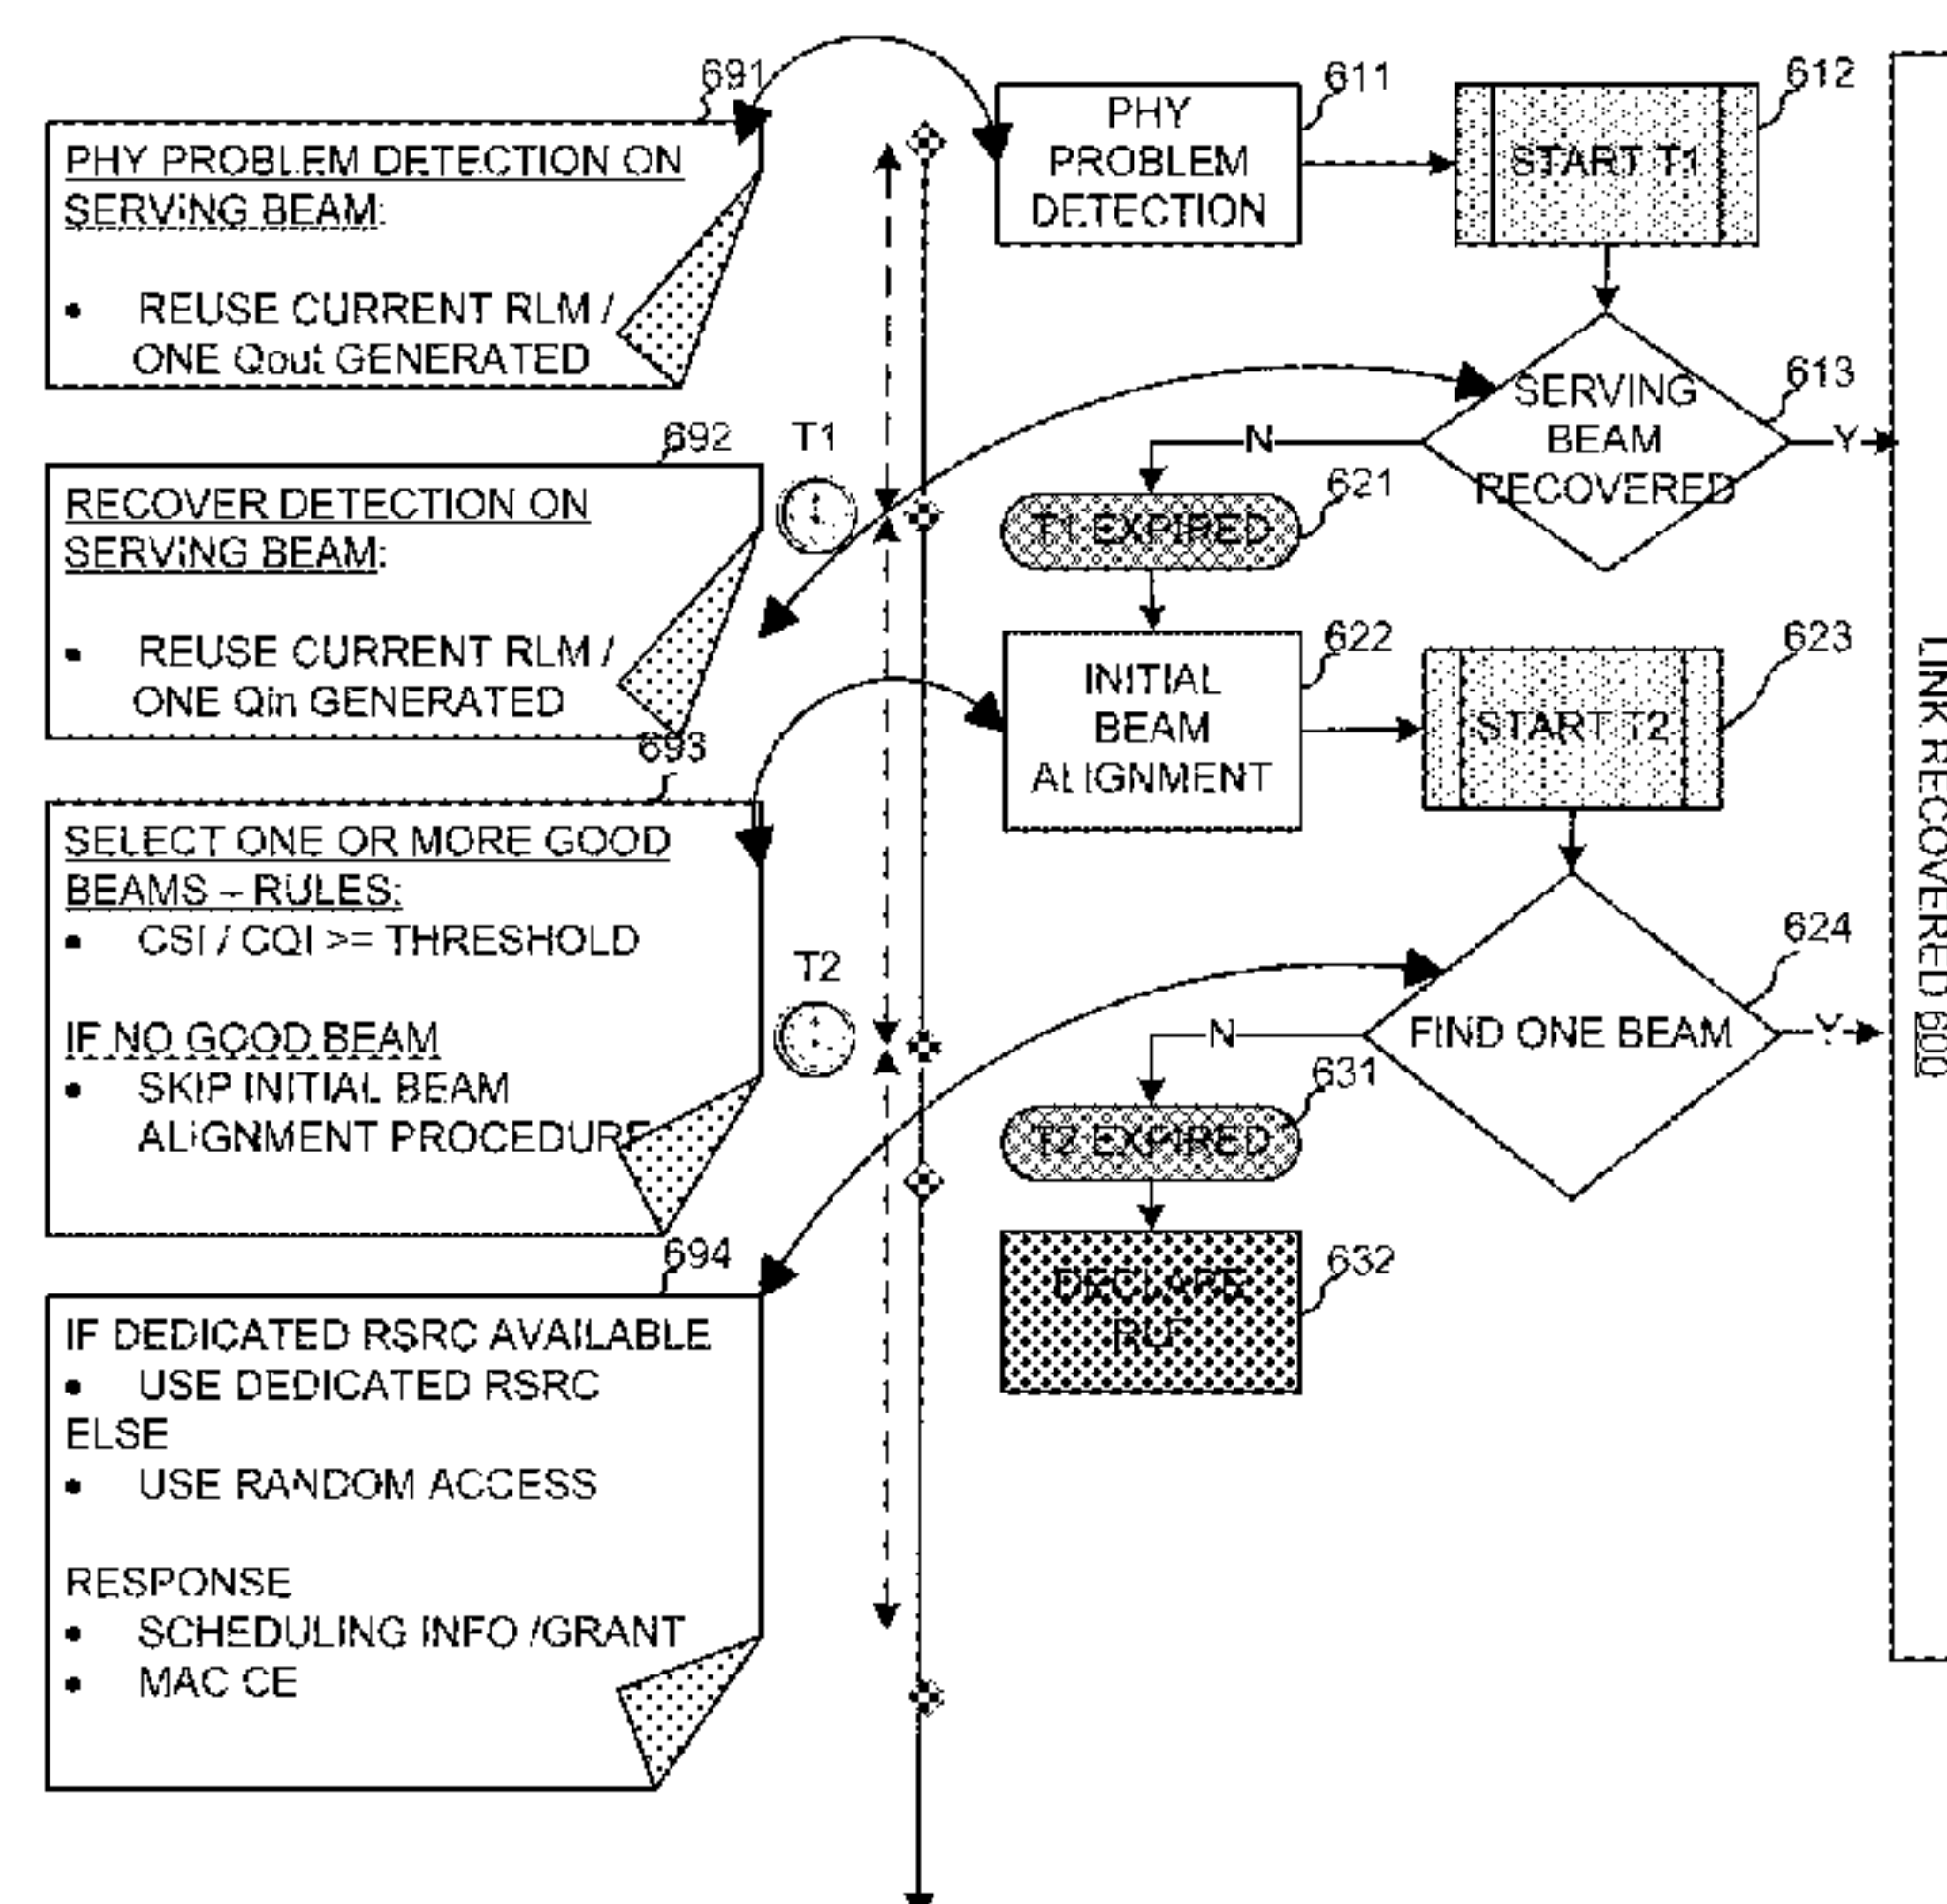 691
PHY PROBLEM DETECTION ON
SERVING BEAM:
• REUSE CURRENT RLM /
ONE Qout GENERATED
692
RECOVER DETECTION ON
SERVING BEAM:
• REUSE CURRENT RLM /
ONE Qin GENERATED
693
SELECT ONE OR MORE GOOD
BEAMS – RULES:
• CSI / CQI >= THRESHOLD
IF NO GOOD BEAM
• SKIP INITIAL BEAM
ALIGNMENT PROCEDURE
694
IF DEDICATED RSRC AVAILABLE
• USE DEDICATED RSRC
ELSE
• USE RANDOM ACCESS
RESPONSE
• SCHEDULING INFO /GRANT
• MAC CE
T1
T2
611
PHY
PROBLEM
DETECTION
612
START T1
613
SERVING
BEAM
RECOVERED
N
Y
621
T1 EXPIRED
622
INITIAL
BEAM
ALIGNMENT
623
START T2
624
FIND ONE BEAM
N
Y
631
T2 EXPIRED
632
DECLARE
RLF
LINK RECOVERED 600